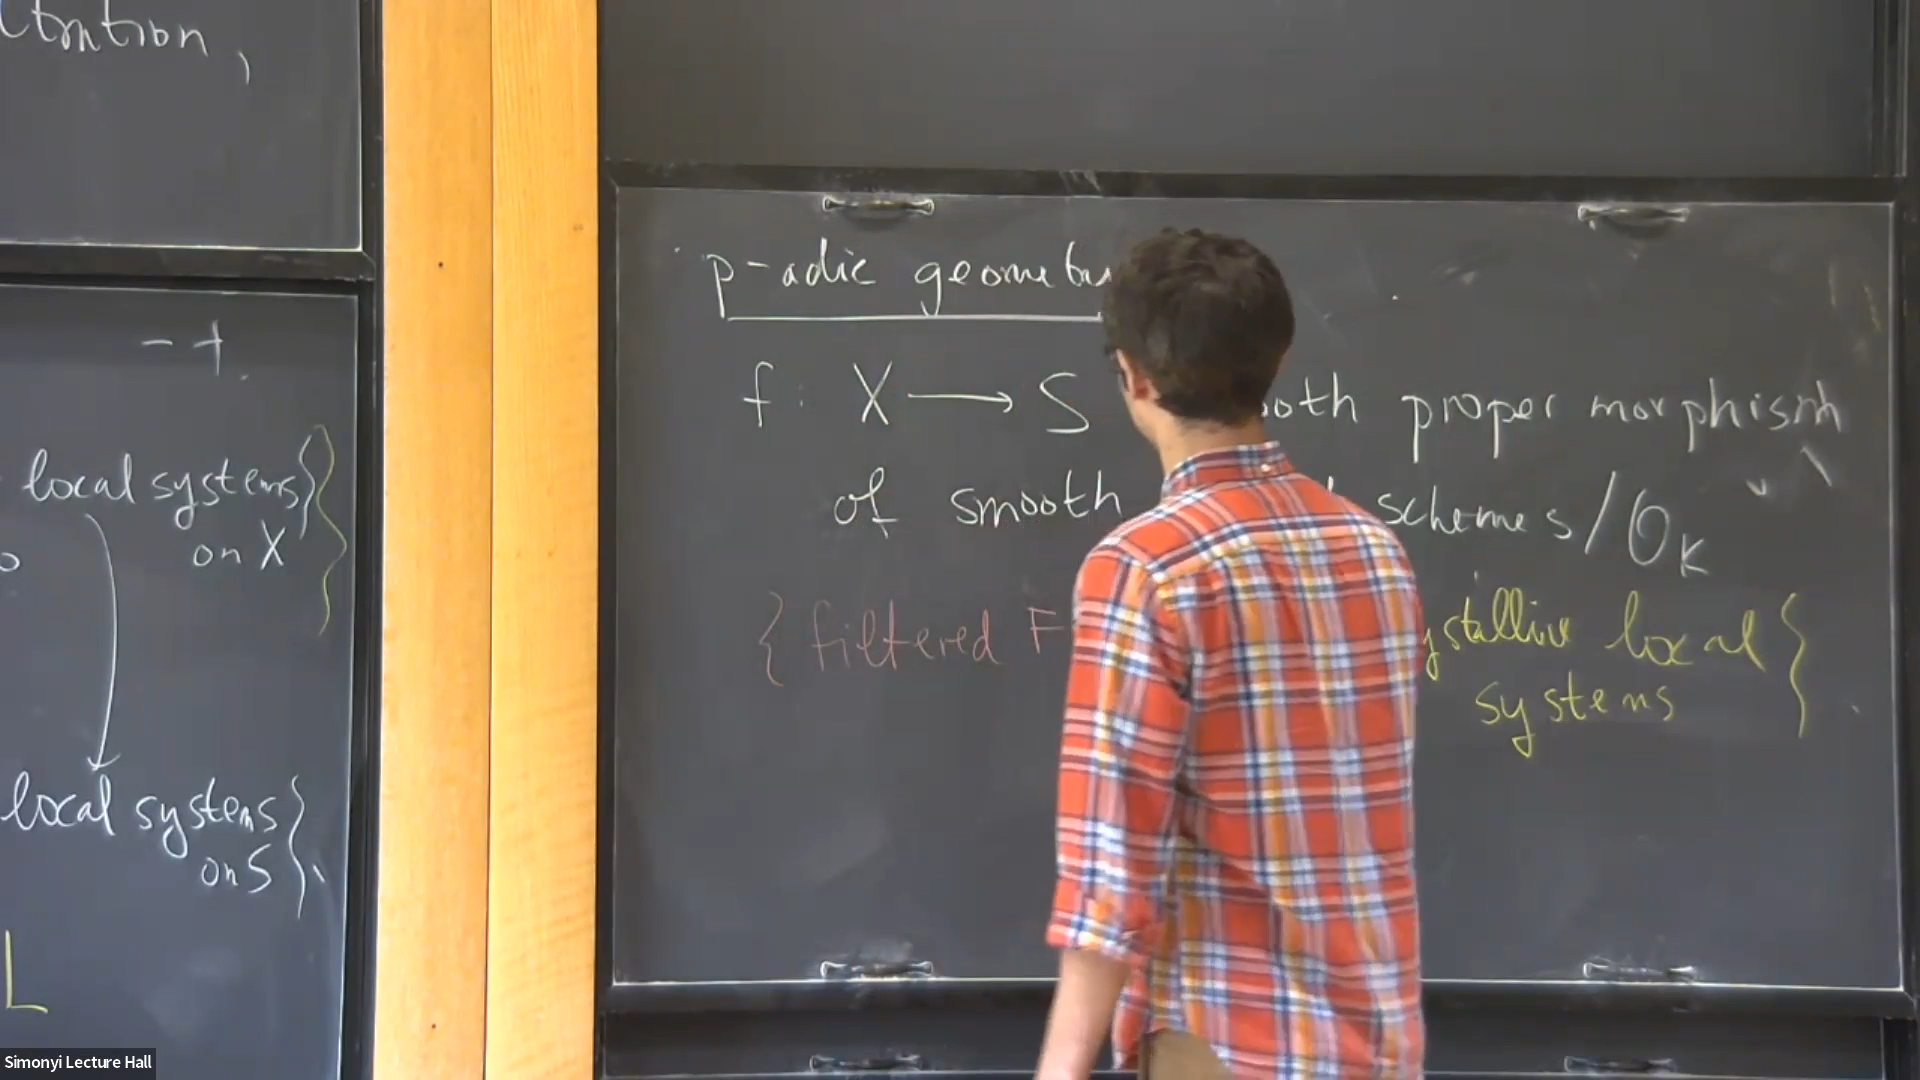 - +
local systems}
on X
local systems}
on S
L
p-adic geomet
f: X → S ooth proper morphism
of smooth schemes/O_K
{filtered F ystalline local}
systems
Simonyi Lecture Hall